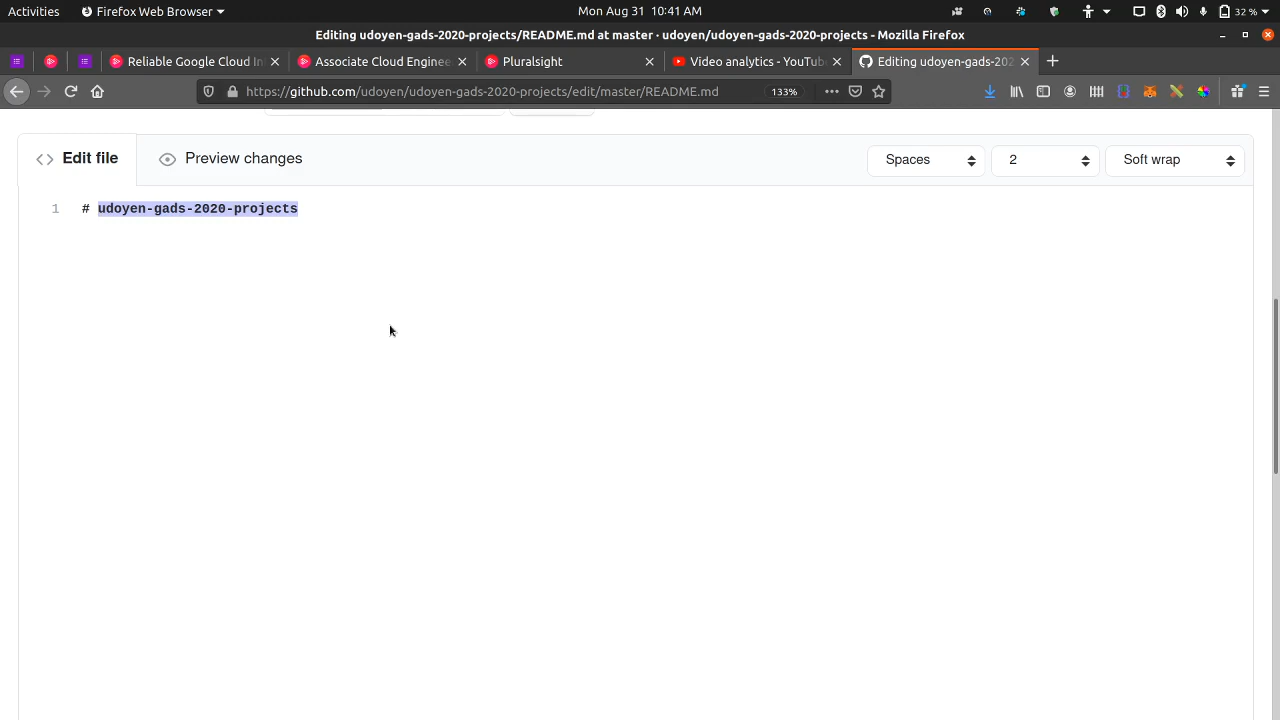 Activities Firefox Web Browser Mon Aug 31 10:41 AM 32 %
Editing udoyen-gads-2020-projects/README.md at master · udoyen/udoyen-gads-2020-projects - Mozilla Firefox
Reliable Google Cloud In Associate Cloud Enginee Pluralsight Video analytics - YouTub Editing udoyen-gads-202
https://github.com/udoyen/udoyen-gads-2020-projects/edit/master/README.md 133%
Edit file Preview changes Spaces 2 Soft wrap
1 # udoyen-gads-2020-projects